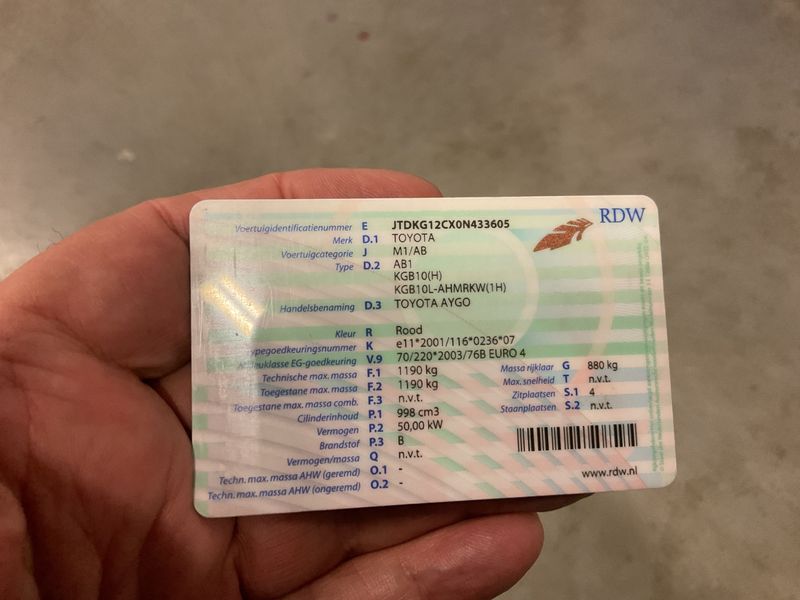 RDW
Voertuigidentificatienummer E JTDKG12CX0N433605
Merk D.1 TOYOTA
Voertuigcategorie J M1/AB
Type D.2 AB1
KGB10(H)
KGB10L-AHMRKW(1H)
Handelsbenaming D.3 TOYOTA AYGO
Kleur R Rood
Typegoedkeuringsnummer K e11*2001/116*0236*07
Milieuklasse EG-goedkeuring V.9 70/220*2003/76B EURO 4
Technische max. massa F.1 1190 kg
Toegestane max. massa F.2 1190 kg
Toegestane max. massa comb. F.3 n.v.t.
Cilinderinhoud P.1 998 cm3
Vermogen P.2 50,00 kW
Brandstof P.3 B
Vermogen/massa Q n.v.t.
Techn. max. massa AHW (geremd) O.1 -
Techn. max. massa AHW (ongeremd) O.2 -
Massa rijklaar G 880 kg
Max. snelheid T n.v.t.
Zitplaatsen S.1 4
Staanplaatsen S.2 n.v.t.
www.rdw.nl